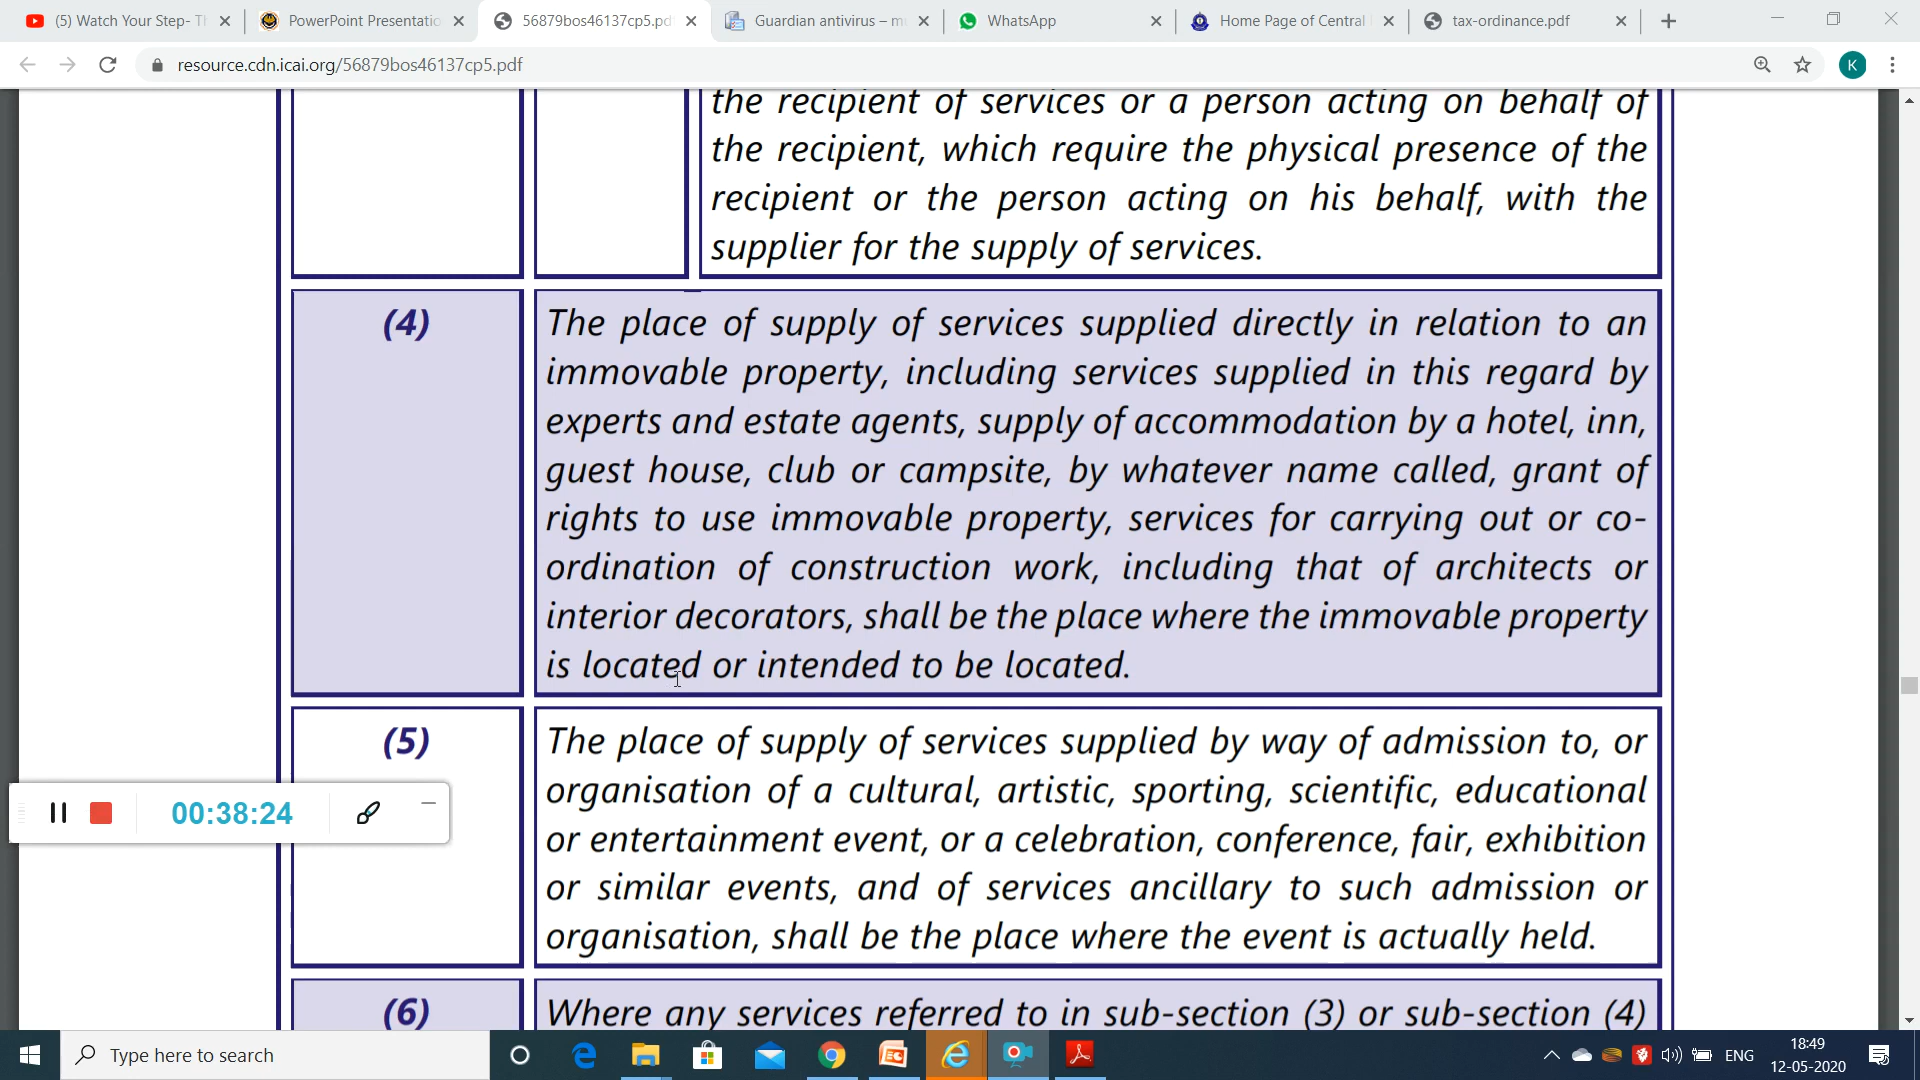 (5) Watch Your Step- Th
PowerPoint Presentatio
56879bos46137cp5.pd
Guardian antivirus – m
WhatsApp
Home Page of Central
tax-ordinance.pdf
resource.cdn.icai.org/56879bos46137cp5.pdf
K
the recipient of services or a person acting on behalf of
the recipient, which require the physical presence of the
recipient or the person acting on his behalf, with the
supplier for the supply of services.
(4)
The place of supply of services supplied directly in relation to an
immovable property, including services supplied in this regard by
experts and estate agents, supply of accommodation by a hotel, inn,
guest house, club or campsite, by whatever name called, grant of
rights to use immovable property, services for carrying out or co-
ordination of construction work, including that of architects or
interior decorators, shall be the place where the immovable property
is located or intended to be located.
(5)
The place of supply of services supplied by way of admission to, or
organisation of a cultural, artistic, sporting, scientific, educational
or entertainment event, or a celebration, conference, fair, exhibition
or similar events, and of services ancillary to such admission or
organisation, shall be the place where the event is actually held.
00:38:24
(6)
Where any services referred to in sub-section (3) or sub-section (4)
Type here to search
ENG
18:49
12-05-2020